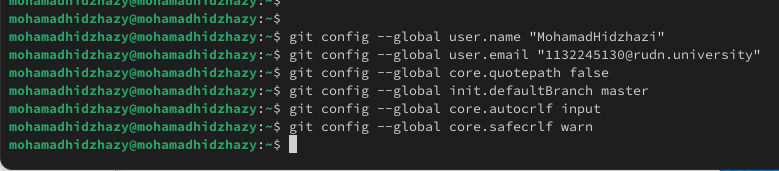 mohamadhidzhazy@mohamadhidzhazy:~$
mohamadhidzhazy@mohamadhidzhazy:~$
mohamadhidzhazy@mohamadhidzhazy:~$ git config --global user.name "MohamadHidzhazi"
mohamadhidzhazy@mohamadhidzhazy:~$ git config --global user.email "1132245130@rudn.university"
mohamadhidzhazy@mohamadhidzhazy:~$ git config --global core.quotepath false
mohamadhidzhazy@mohamadhidzhazy:~$ git config --global init.defaultBranch master
mohamadhidzhazy@mohamadhidzhazy:~$ git config --global core.autocrlf input
mohamadhidzhazy@mohamadhidzhazy:~$ git config --global core.safecrlf warn
mohamadhidzhazy@mohamadhidzhazy:~$